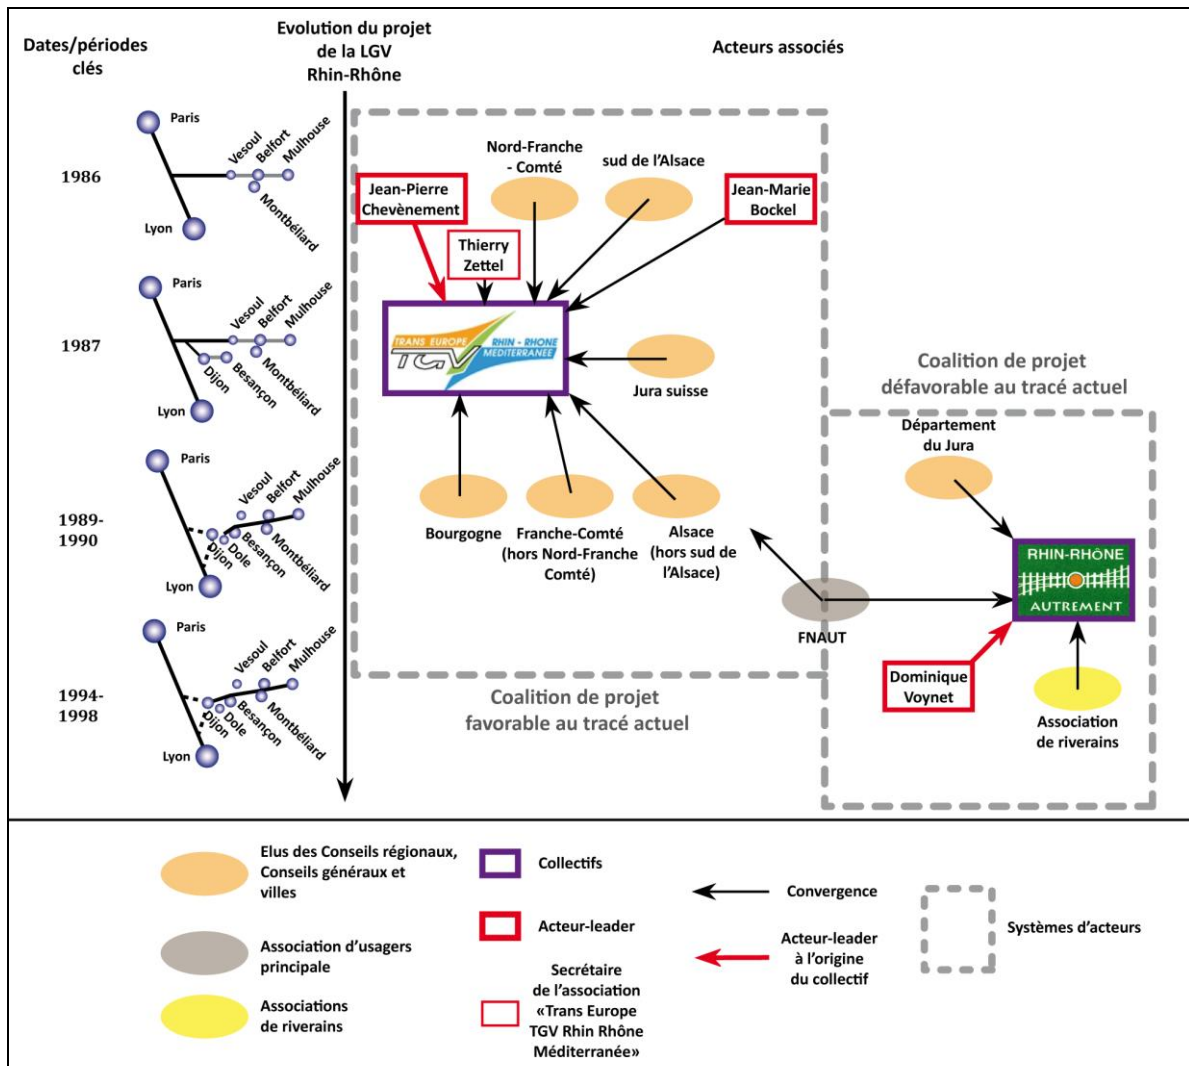 Dates/périodes
clés
Evolution du projet
de la LGV
Rhin-Rhône
Acteurs associés
1986
Paris
Lyon
Vesoul
Belfort
Mulhouse
Montbéliard
1987
Paris
Lyon
Vesoul
Belfort
Mulhouse
Dijon
Besançon
Montbéliard
1989-
1990
Paris
Lyon
Vesoul
Belfort
Mulhouse
Dijon
Dole
Besançon
Montbéliard
1994-
1998
Paris
Lyon
Vesoul
Belfort
Mulhouse
Dijon
Dole
Besançon
Montbéliard
Nord-Franche
- Comté
sud de l'Alsace
Jean-Pierre
Chevènement
Thierry
Zettel
Jean-Marie
Bockel
TRANS EUROPE
TGV
RHIN - RHONE
MEDITERRANEE
Jura suisse
Bourgogne
Franche-Comté
(hors Nord-Franche
Comté)
Alsace
(hors sud de
l'Alsace)
Coalition de projet
favorable au tracé actuel
Coalition de projet
défavorable au tracé actuel
Département
du Jura
RHIN-RHÔNE
AUTREMENT
FNAUT
Dominique
Voynet
Association
de riverains
Elus des Conseils régionaux,
Conseils généraux et
villes
Association d'usagers
principale
Associations
de riverains
Collectifs
Acteur-leader
Secrétaire
de l'association
«Trans Europe
TGV Rhin Rhône
Méditerranée»
Convergence
Acteur-leader
à l'origine
du collectif
Systèmes d'acteurs